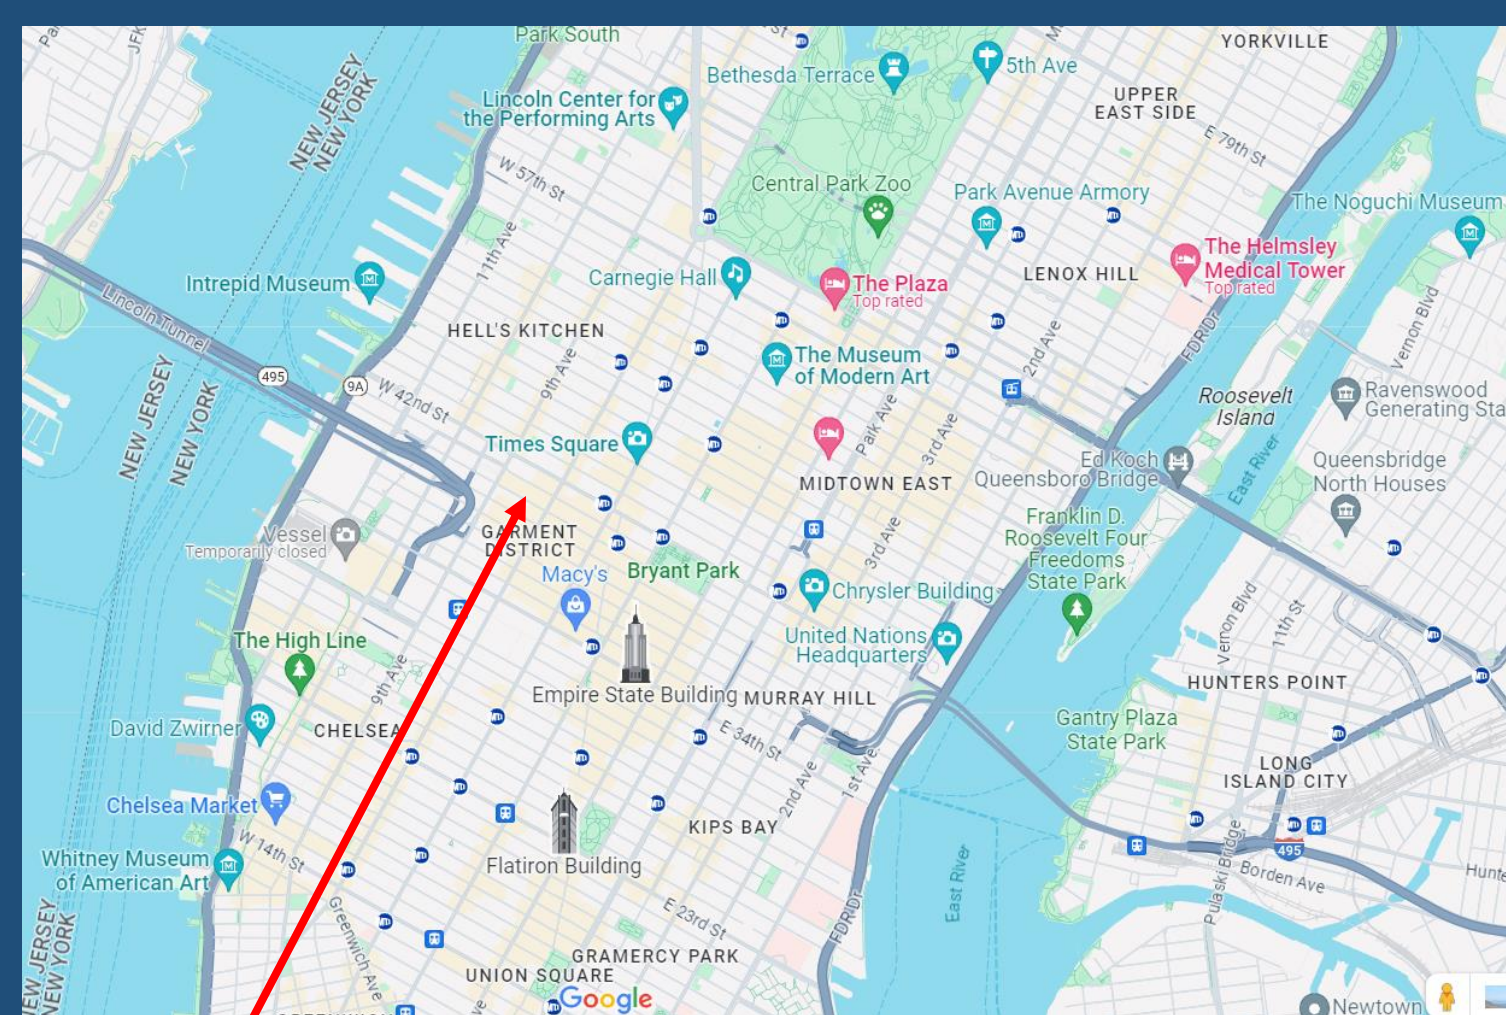 Park South
YORKVILLE
Bethesda Terrace
5th Ave
NEW JERSEY
NEW YORK
Lincoln Center for
the Performing Arts
UPPER
EAST SIDE
E 79th St
W 57th St
Central Park Zoo
Park Avenue Armory
The Noguchi Museum
11th Ave
The Helmsley
Medical Tower
Top rated
Intrepid Museum
Carnegie Hall
The Plaza
Top rated
LENOX HILL
Lincoln Tunnel
HELL'S KITCHEN
FDR Dr
Vernon Blvd
2nd Ave
9th Ave
The Museum
of Modern Art
495
9A
W 42nd St
Roosevelt
Island
Ravenswood
Generating Sta
NEW JERSEY
NEW YORK
Park Ave
3rd Ave
Times Square
Ed Koch
Queensboro Bridge
East River
Queensbridge
North Houses
MIDTOWN EAST
Vessel
Temporarily closed
GARMENT
DISTRICT
3rd Ave
Franklin D.
Roosevelt Four
Freedoms
State Park
Macy's
Bryant Park
Chrysler Building
Vernon Blvd
11th St
The High Line
United Nations
Headquarters
9th Ave
Empire State Building
MURRAY HILL
HUNTERS POINT
David Zwirner
CHELSEA
E 34th St
Gantry Plaza
State Park
2nd Ave
1st Ave
LONG
ISLAND CITY
Chelsea Market
KIPS BAY
W 14th St
Flatiron Building
Whitney Museum
of American Art
East River
Pulaski Bridge
495
Borden Ave
Hunte
Greenwich Ave
E 23rd St
FDR Dr
NEW JERSEY
NEW YORK
GRAMERCY PARK
UNION SQUARE
Google
Newtown